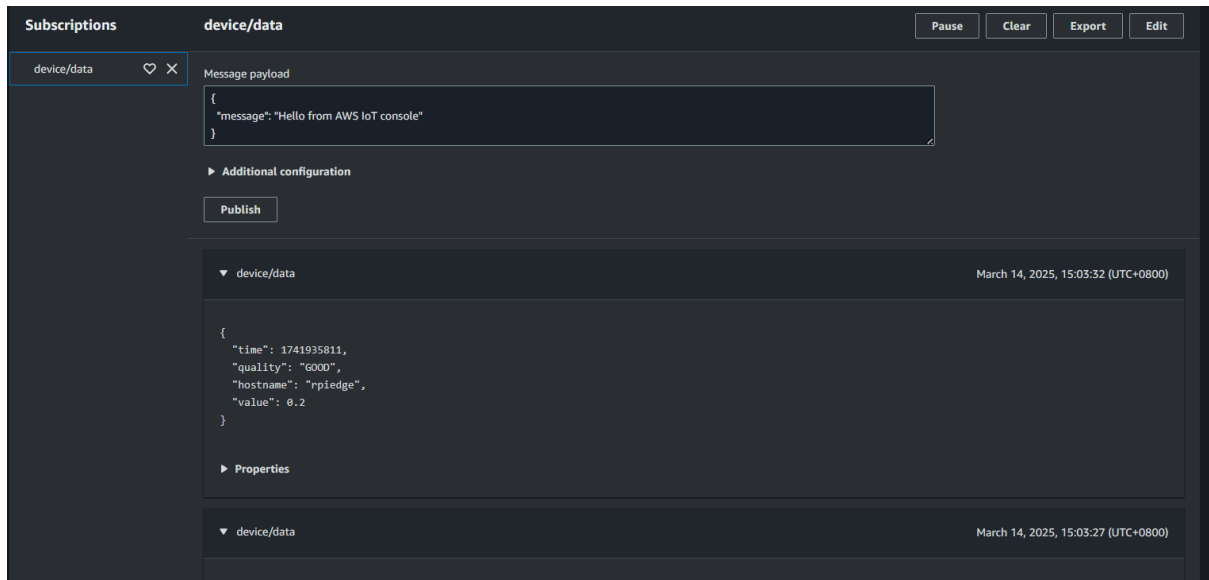 Subscriptions
device/data
Pause
Clear
Export
Edit
device/data
Message payload
{
"message": "Hello from AWS IoT console"
}
Additional configuration
Publish
device/data
March 14, 2025, 15:03:32 (UTC+0800)
{
"time": 1741935811,
"quality": "GOOD",
"hostname": "rpiedge",
"value": 0.2
}
Properties
device/data
March 14, 2025, 15:03:27 (UTC+0800)